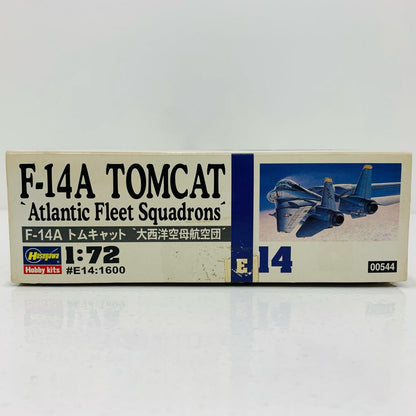 F-14A TOMCAT
`Atlantic Fleet Squadrons´
F-14A トムキャット `大西洋空母航空団´
Hasegawa
Hobby kits
1:72
#E14:1600
E 14
00544